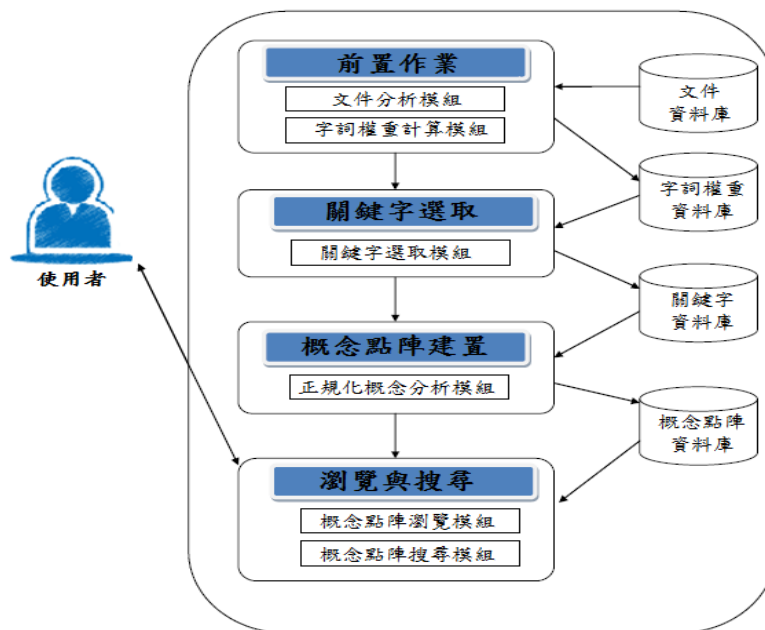 前置作業
文件分析模組
字詞權重計算模組
文件
資料庫
字詞權重
資料庫
關鍵字選取
關鍵字選取模組
使用者
關鍵字
資料庫
概念點陣建置
正規化概念分析模組
概念點陣
資料庫
瀏覽與搜尋
概念點陣瀏覽模組
概念點陣搜尋模組